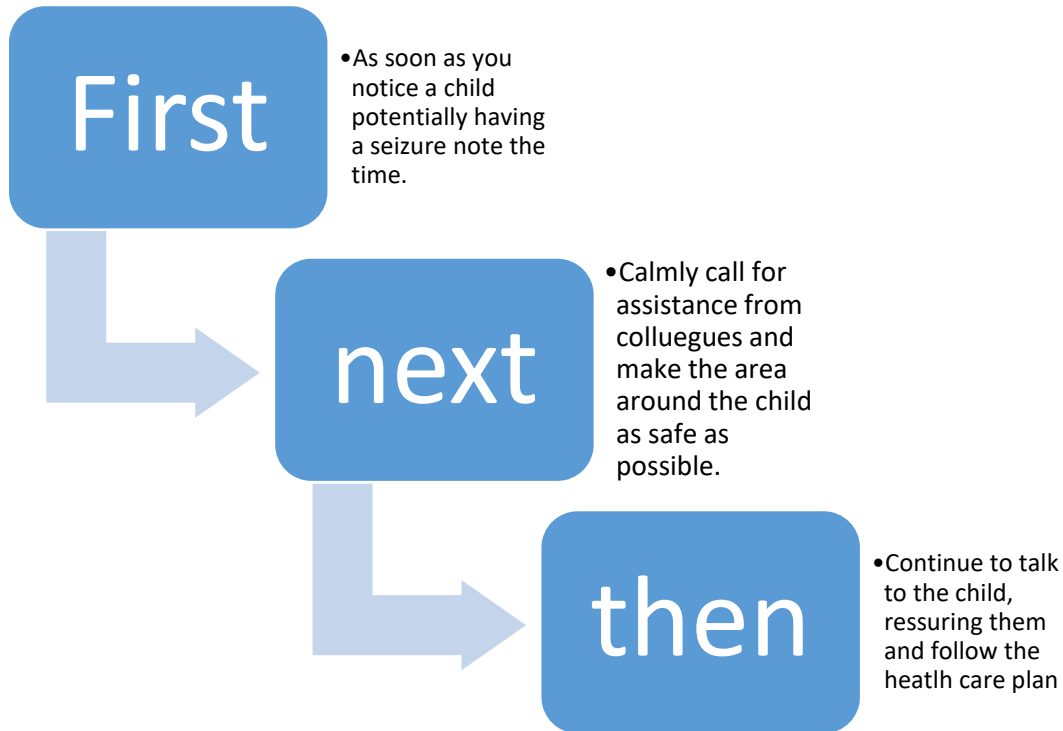 First
•As soon as you
notice a child
potentially having
a seizure note the
time.
next
•Calmly call for
assistance from
colluegues and
make the area
around the child
as safe as
possible.
then
•Continue to talk
to the child,
ressuring them
and follow the
heatlh care plan